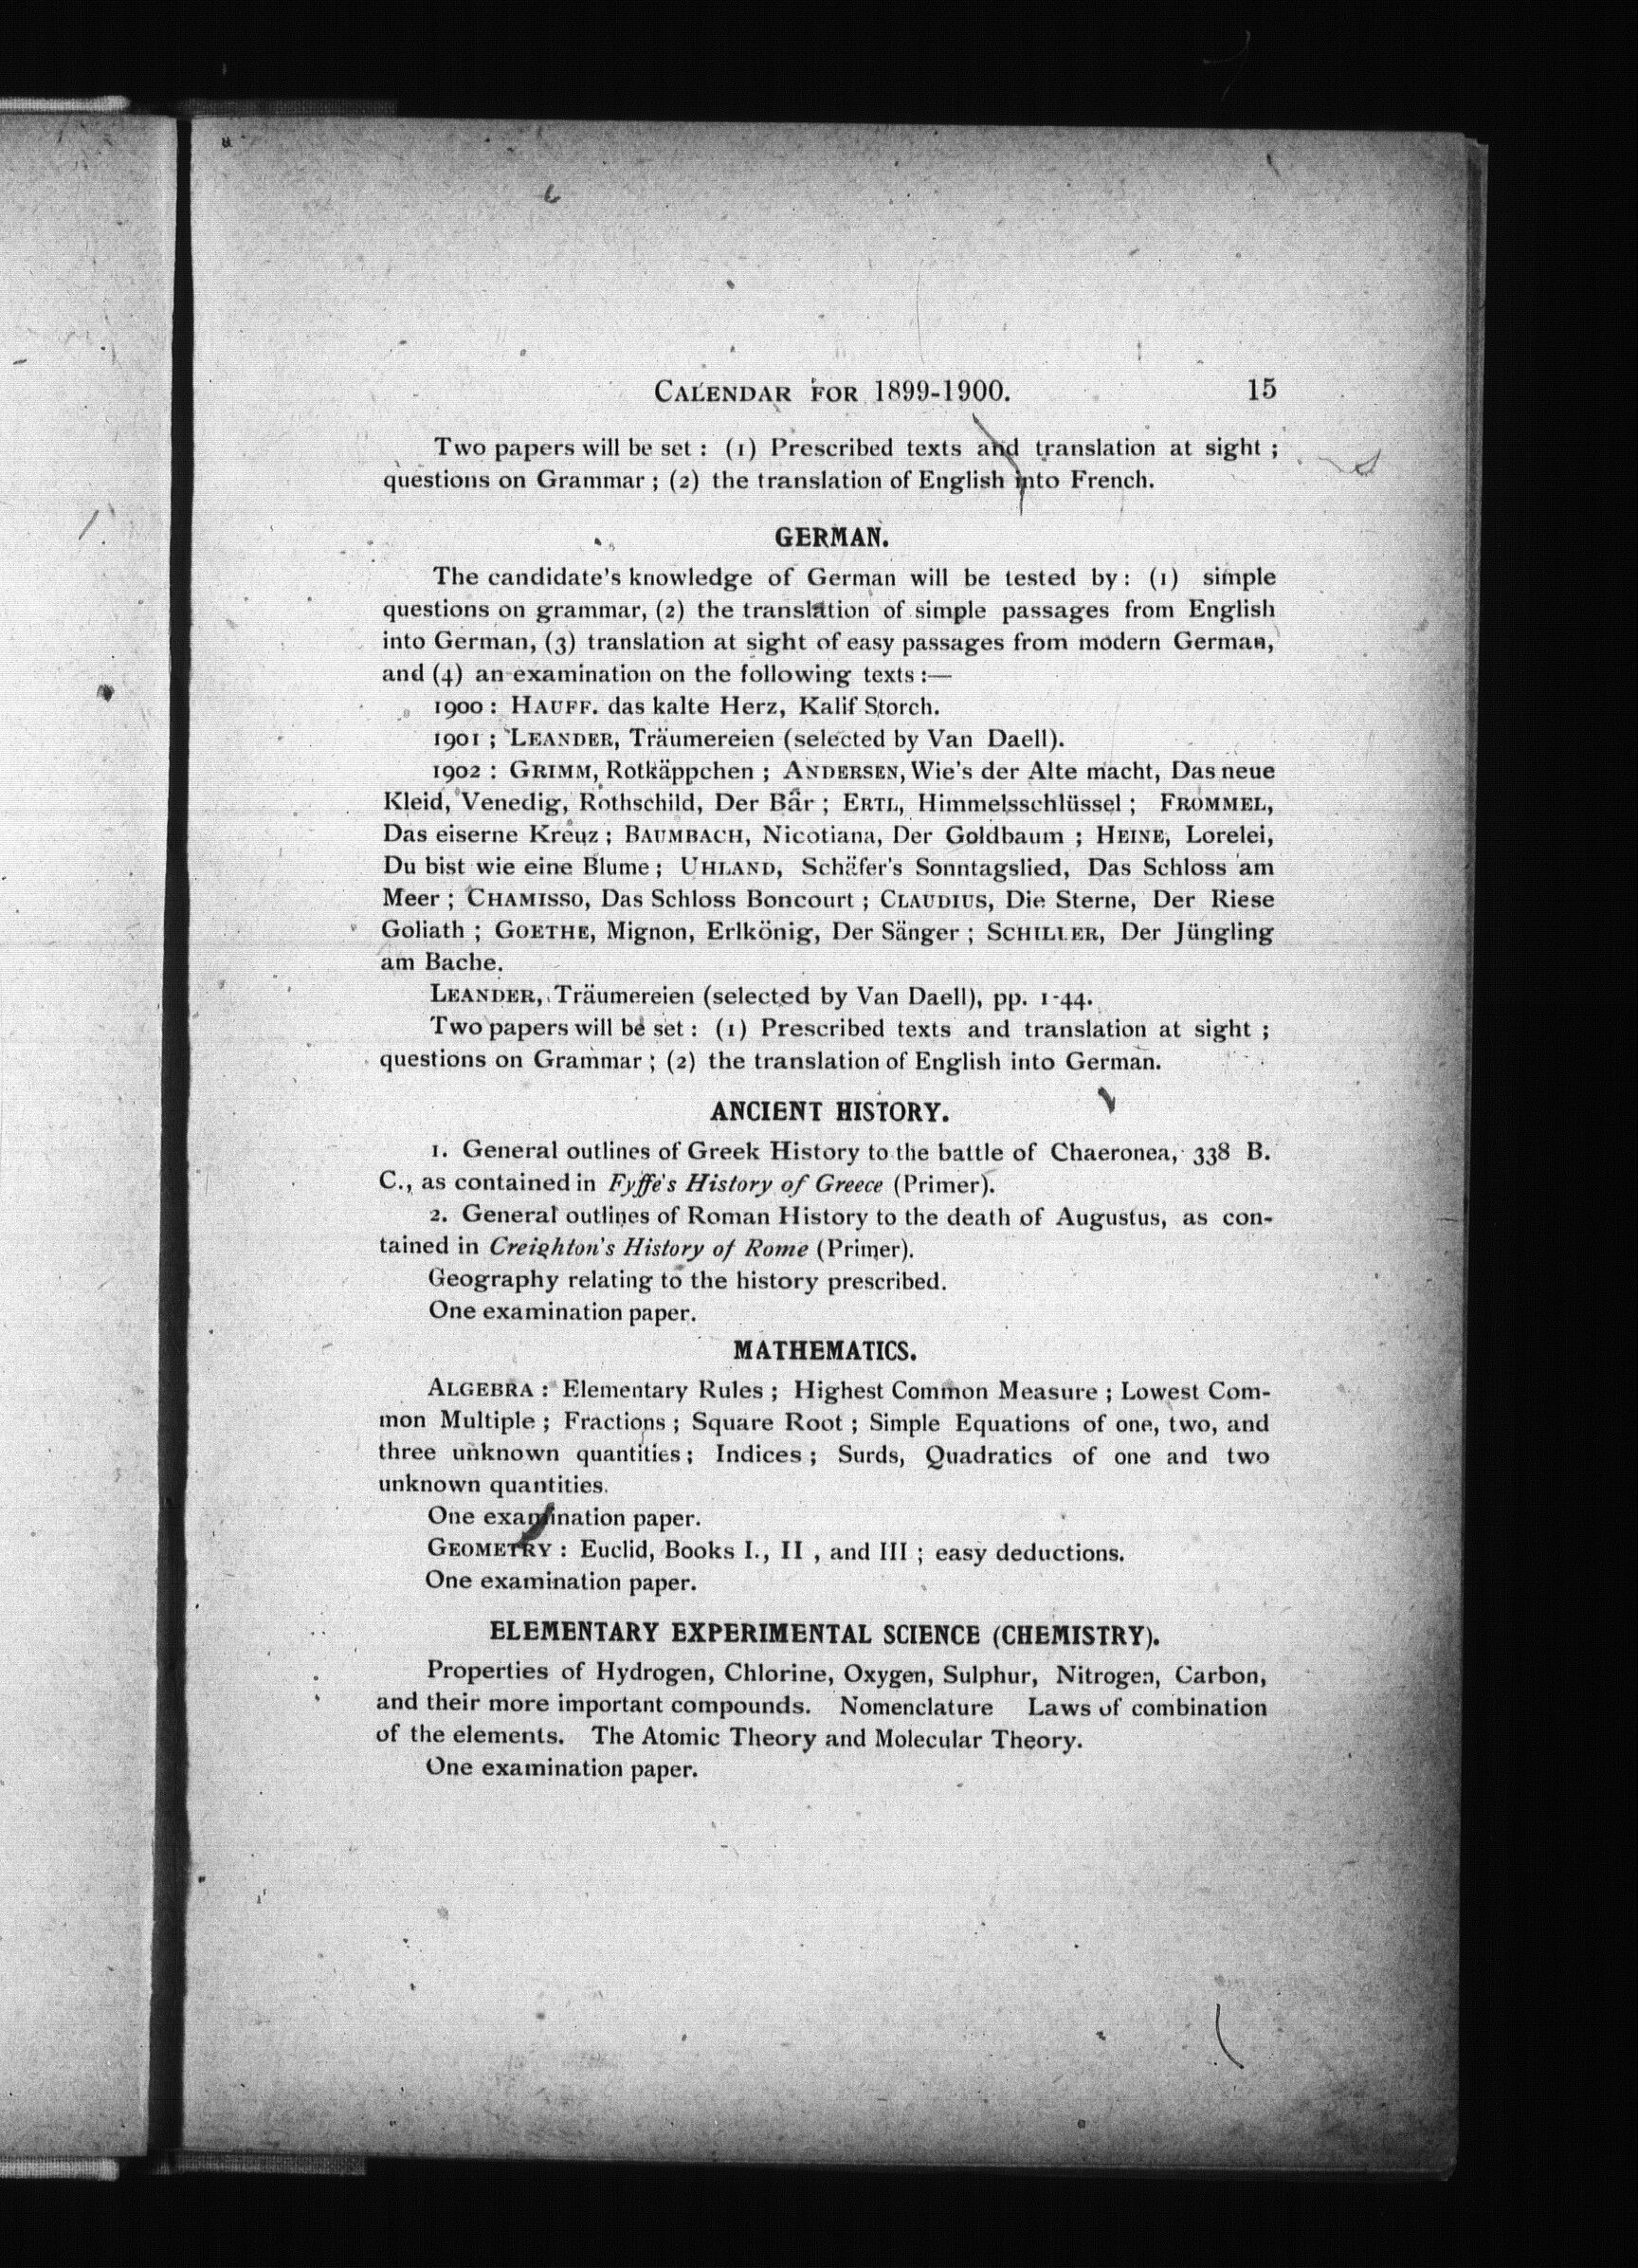 CALENDAR FOR 1899-1900. 15
Two papers will be set : (1) Prescribed texts and translation at sight ;
questions on Grammar ; (2) the translation of English into French.
GERMAN.
The candidate's knowledge of German will be tested by : (1) simple
questions on grammar, (2) the translation of simple passages from English
into German, (3) translation at sight of easy passages from modern German,
and (4) an examination on the following texts :—
1900 : HAUFF. das kalte Herz, Kalif Storch.
1901 ; LEANDER, Träumereien (selected by Van Daell).
1902 : GRIMM, Rotkäppchen ; ANDERSEN, Wie's der Alte macht, Das neue
Kleid, Venedig, Rothschild, Der Bär ; ERTL, Himmelsschlüssel ; FROMMEL,
Das eiserne Kreuz ; BAUMBACH, Nicotiana, Der Goldbaum ; HEINE, Lorelei,
Du bist wie eine Blume ; UHLAND, Schäfer's Sonntagslied, Das Schloss am
Meer ; CHAMISSO, Das Schloss Boncourt ; CLAUDIUS, Die Sterne, Der Riese
Goliath ; GOETHE, Mignon, Erlkönig, Der Sänger ; SCHILLER, Der Jüngling
am Bache.
LEANDER, Träumereien (selected by Van Daell), pp. 1-44.
Two papers will be set : (1) Prescribed texts and translation at sight ;
questions on Grammar ; (2) the translation of English into German.
ANCIENT HISTORY.
1. General outlines of Greek History to the battle of Chaeronea, 338 B.
C., as contained in Fyffe's History of Greece (Primer).
2. General outlines of Roman History to the death of Augustus, as con-
tained in Creighton's History of Rome (Primer).
Geography relating to the history prescribed.
One examination paper.
MATHEMATICS.
ALGEBRA : Elementary Rules ; Highest Common Measure ; Lowest Com-
mon Multiple ; Fractions ; Square Root ; Simple Equations of one, two, and
three unknown quantities ; Indices ; Surds, Quadratics of one and two
unknown quantities.
One examination paper.
GEOMETRY : Euclid, Books I., II , and III ; easy deductions.
One examination paper.
ELEMENTARY EXPERIMENTAL SCIENCE (CHEMISTRY).
Properties of Hydrogen, Chlorine, Oxygen, Sulphur, Nitrogen, Carbon,
and their more important compounds. Nomenclature Laws of combination
of the elements. The Atomic Theory and Molecular Theory.
One examination paper.